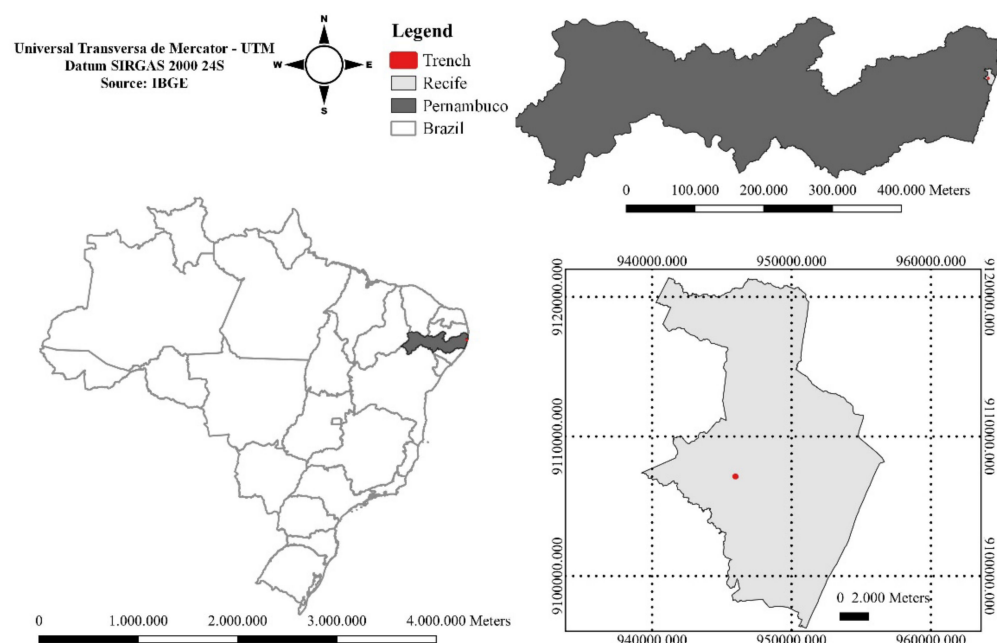 Universal Transversa de Mercator - UTM
Datum SIRGAS 2000 24S
Source: IBGE
N
W
E
S
Legend
Trench
Recife
Pernambuco
Brazil
0 100.000 200.000 300.000 400.000 Meters
0 1.000.000 2.000.000 3.000.000 4.000.000 Meters
940000.000 950000.000 960000.000
9120000.000 9120000.000
9110000.000 9110000.000
9100000.000 9100000.000
0 2.000 Meters
940000.000 950000.000 960000.000